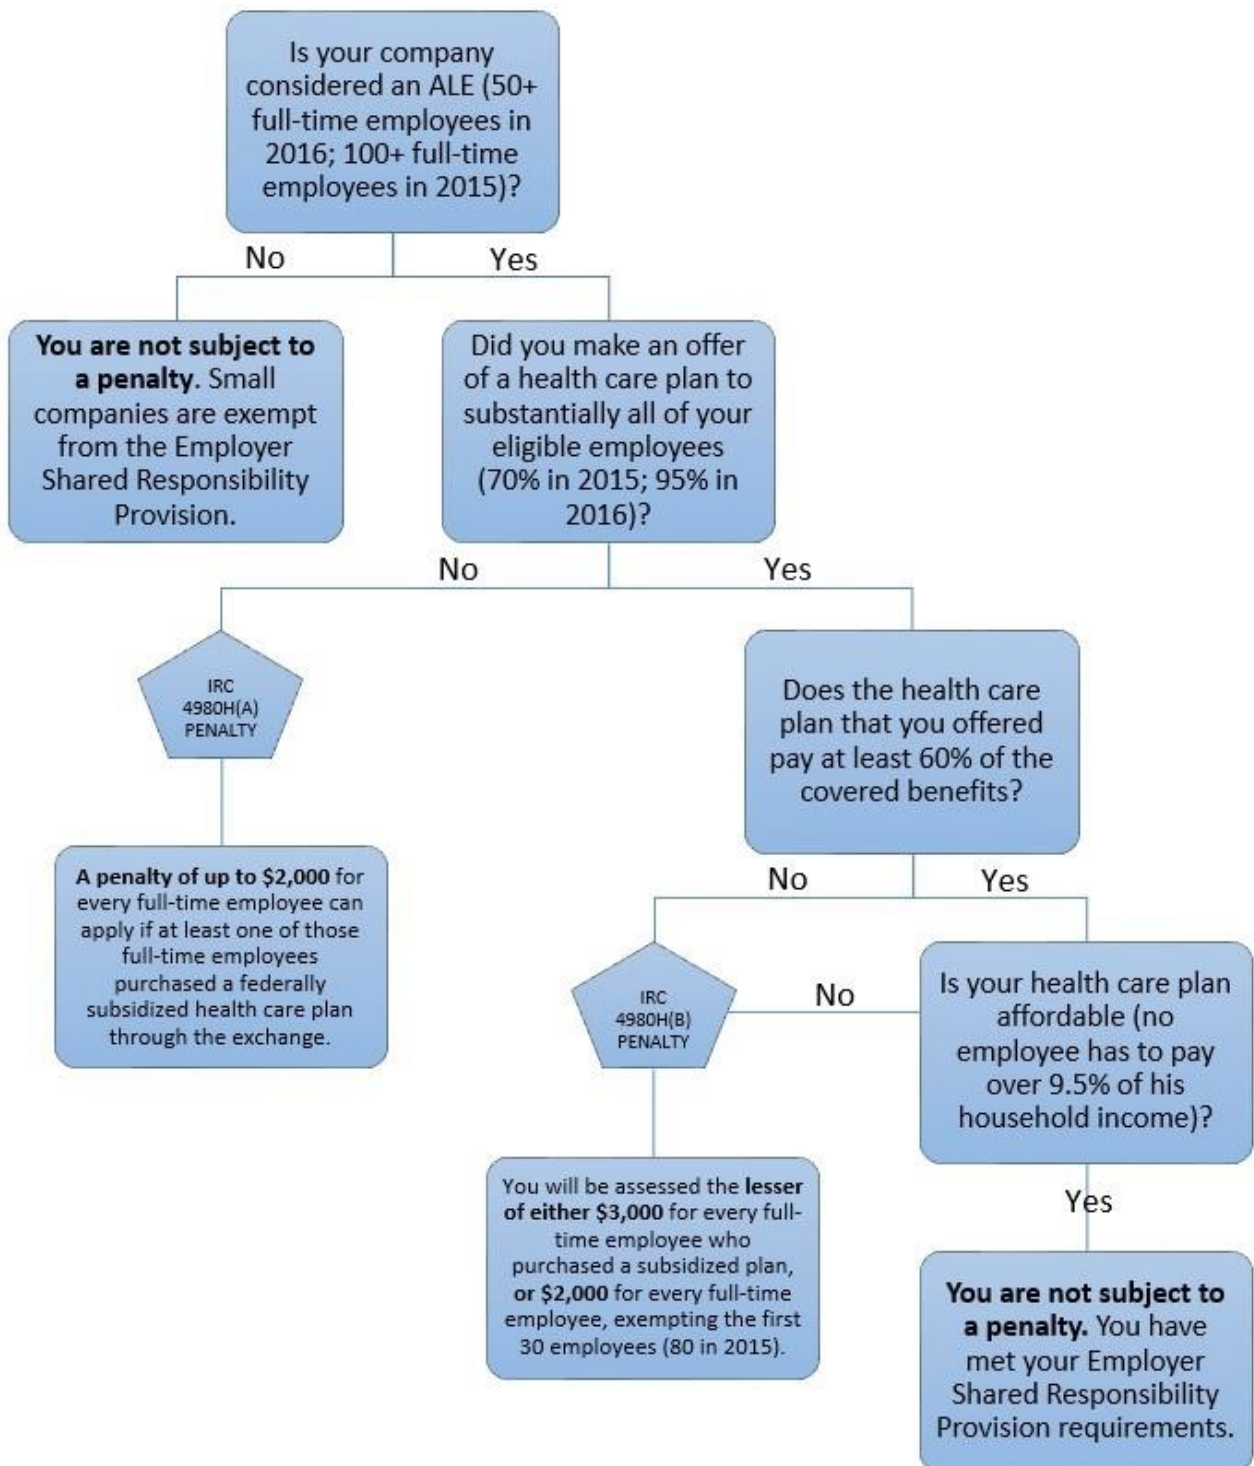 Is your company
considered an ALE (50+
full-time employees in
2016; 100+ full-time
employees in 2015)?
No
Yes
You are not subject to
a penalty. Small
companies are exempt
from the Employer
Shared Responsibility
Provision.
Did you make an offer
of a health care plan to
substantially all of your
eligible employees
(70% in 2015; 95% in
2016)?
No
Yes
IRC
4980H(A)
PENALTY
A penalty of up to $2,000 for
every full-time employee can
apply if at least one of those
full-time employees
purchased a federally
subsidized health care plan
through the exchange.
Does the health care
plan that you offered
pay at least 60% of the
covered benefits?
No
Yes
IRC
4980H(B)
PENALTY
No
Is your health care plan
affordable (no
employee has to pay
over 9.5% of his
household income)?
You will be assessed the lesser
of either $3,000 for every full-
time employee who
purchased a subsidized plan,
or $2,000 for every full-time
employee, exempting the first
30 employees (80 in 2015).
Yes
You are not subject to
a penalty. You have
met your Employer
Shared Responsibility
Provision requirements.